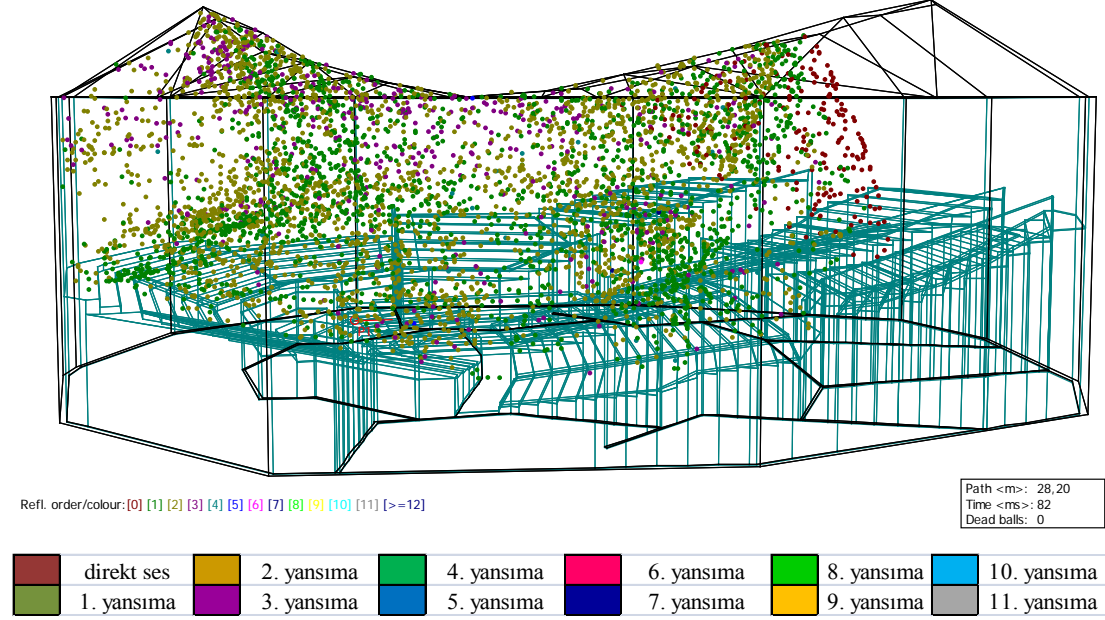 Refl. order/colour: [0] [1] [2] [3] [4] [5] [6] [7] [8] [9] [10] [11] [>=12]
Path <m>: 28,20
Time <ms>: 82
Dead balls: 0
direkt ses 2. yansıma 4. yansıma 6. yansıma 8. yansıma 10. yansıma
1. yansıma 3. yansıma 5. yansıma 7. yansıma 9. yansıma 11. yansıma